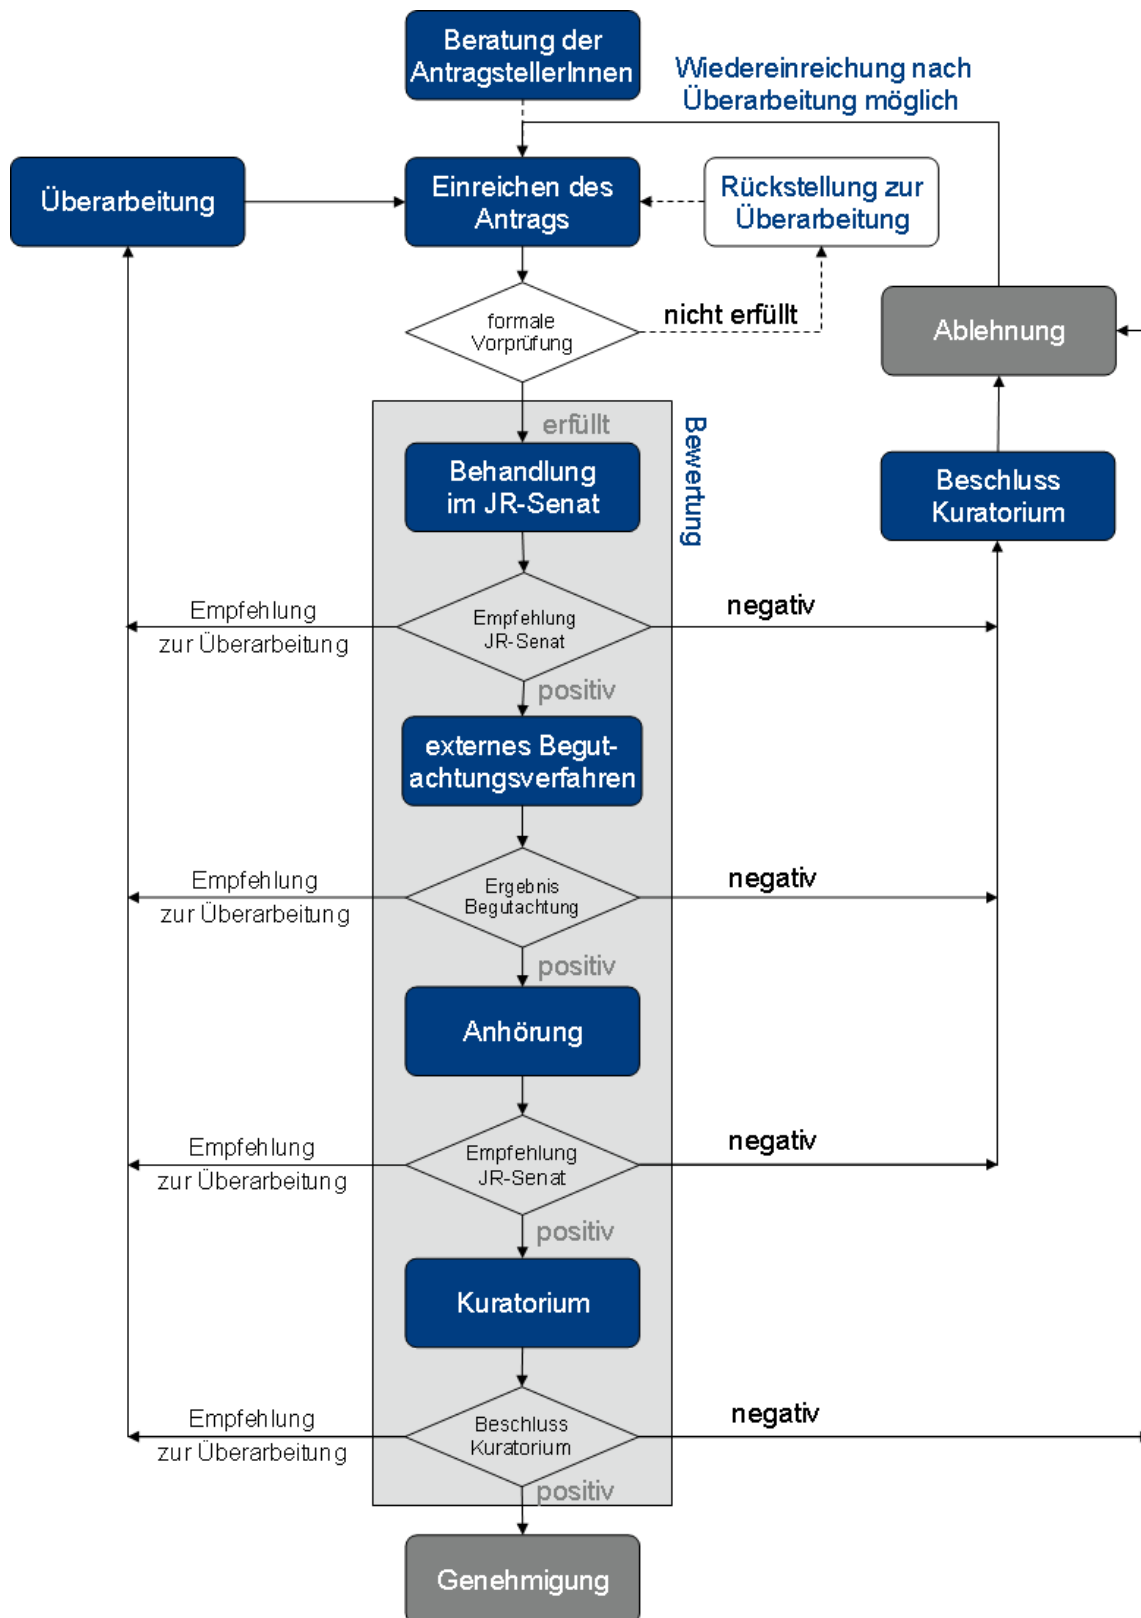 Beratung der
AntragstellerInnen
Wiedereinreichung nach
Überarbeitung möglich
Überarbeitung
Einreichen des
Antrags
Rückstellung zur
Überarbeitung
formale
Vorprüfung
nicht erfüllt
Ablehnung
erfüllt
Bewertung
Behandlung
im JR-Senat
Beschluss
Kuratorium
Empfehlung
zur Überarbeitung
Empfehlung
JR-Senat
negativ
positiv
externes Begut-
achtungsverfahren
Empfehlung
zur Überarbeitung
Ergebnis
Begutachtung
negativ
positiv
Anhörung
Empfehlung
zur Überarbeitung
Empfehlung
JR-Senat
negativ
positiv
Kuratorium
Empfehlung
zur Überarbeitung
Beschluss
Kuratorium
negativ
positiv
Genehmigung